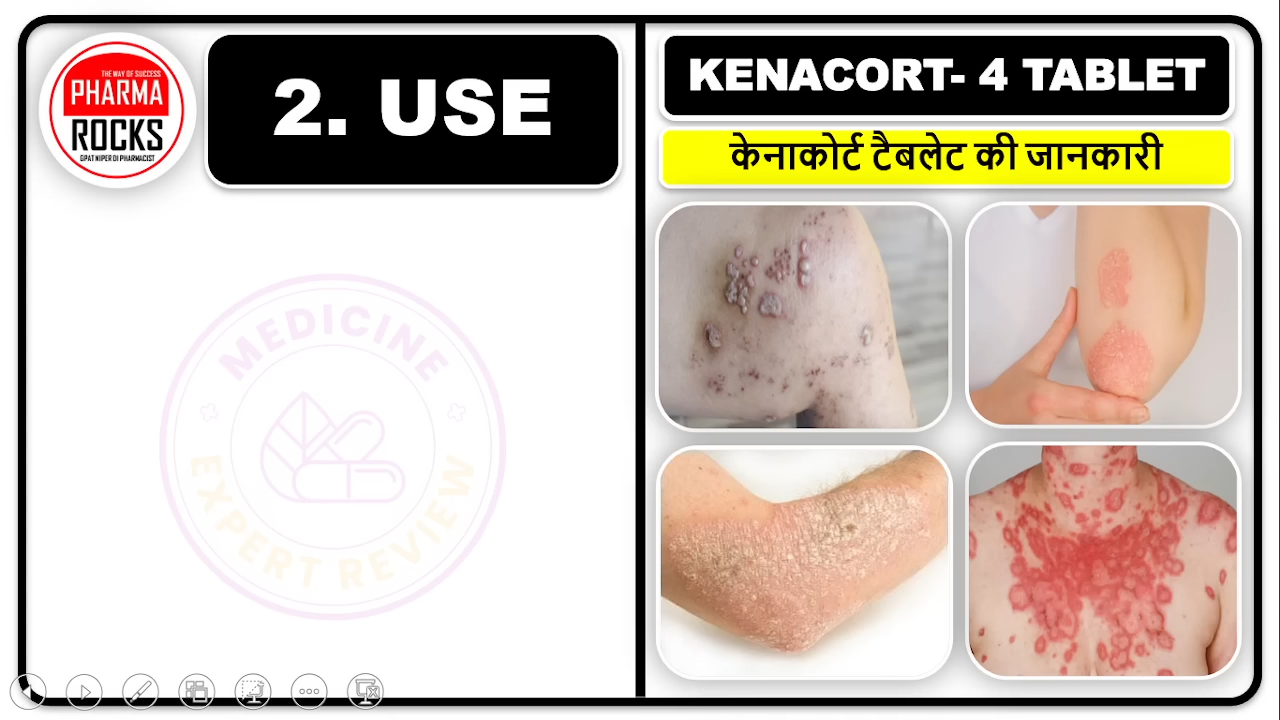 THE WAY OF SUCCESS
PHARMA
ROCKS
GPAT NIPER DI PHARMACIST
2. USE
KENACORT- 4 TABLET
केनाकोर्ट टैबलेट की जानकारी
MEDICINE
EXPERT REVIEW